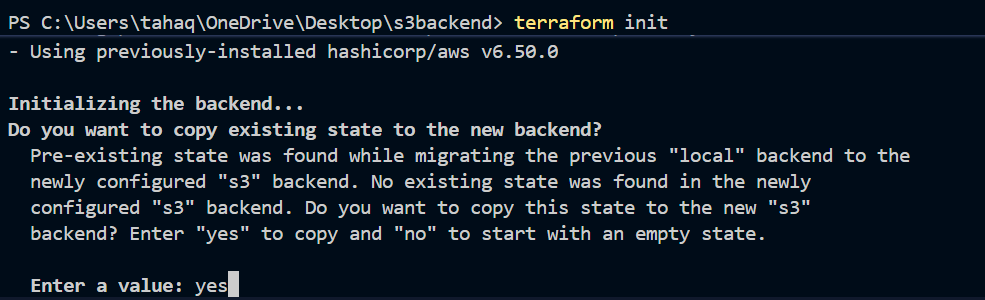 PS C:\Users\tahaq\OneDrive\Desktop\s3backend> terraform init
- Using previously-installed hashicorp/aws v6.50.0
Initializing the backend...
Do you want to copy existing state to the new backend?
Pre-existing state was found while migrating the previous "local" backend to the
newly configured "s3" backend. No existing state was found in the newly
configured "s3" backend. Do you want to copy this state to the new "s3"
backend? Enter "yes" to copy and "no" to start with an empty state.
Enter a value: yes